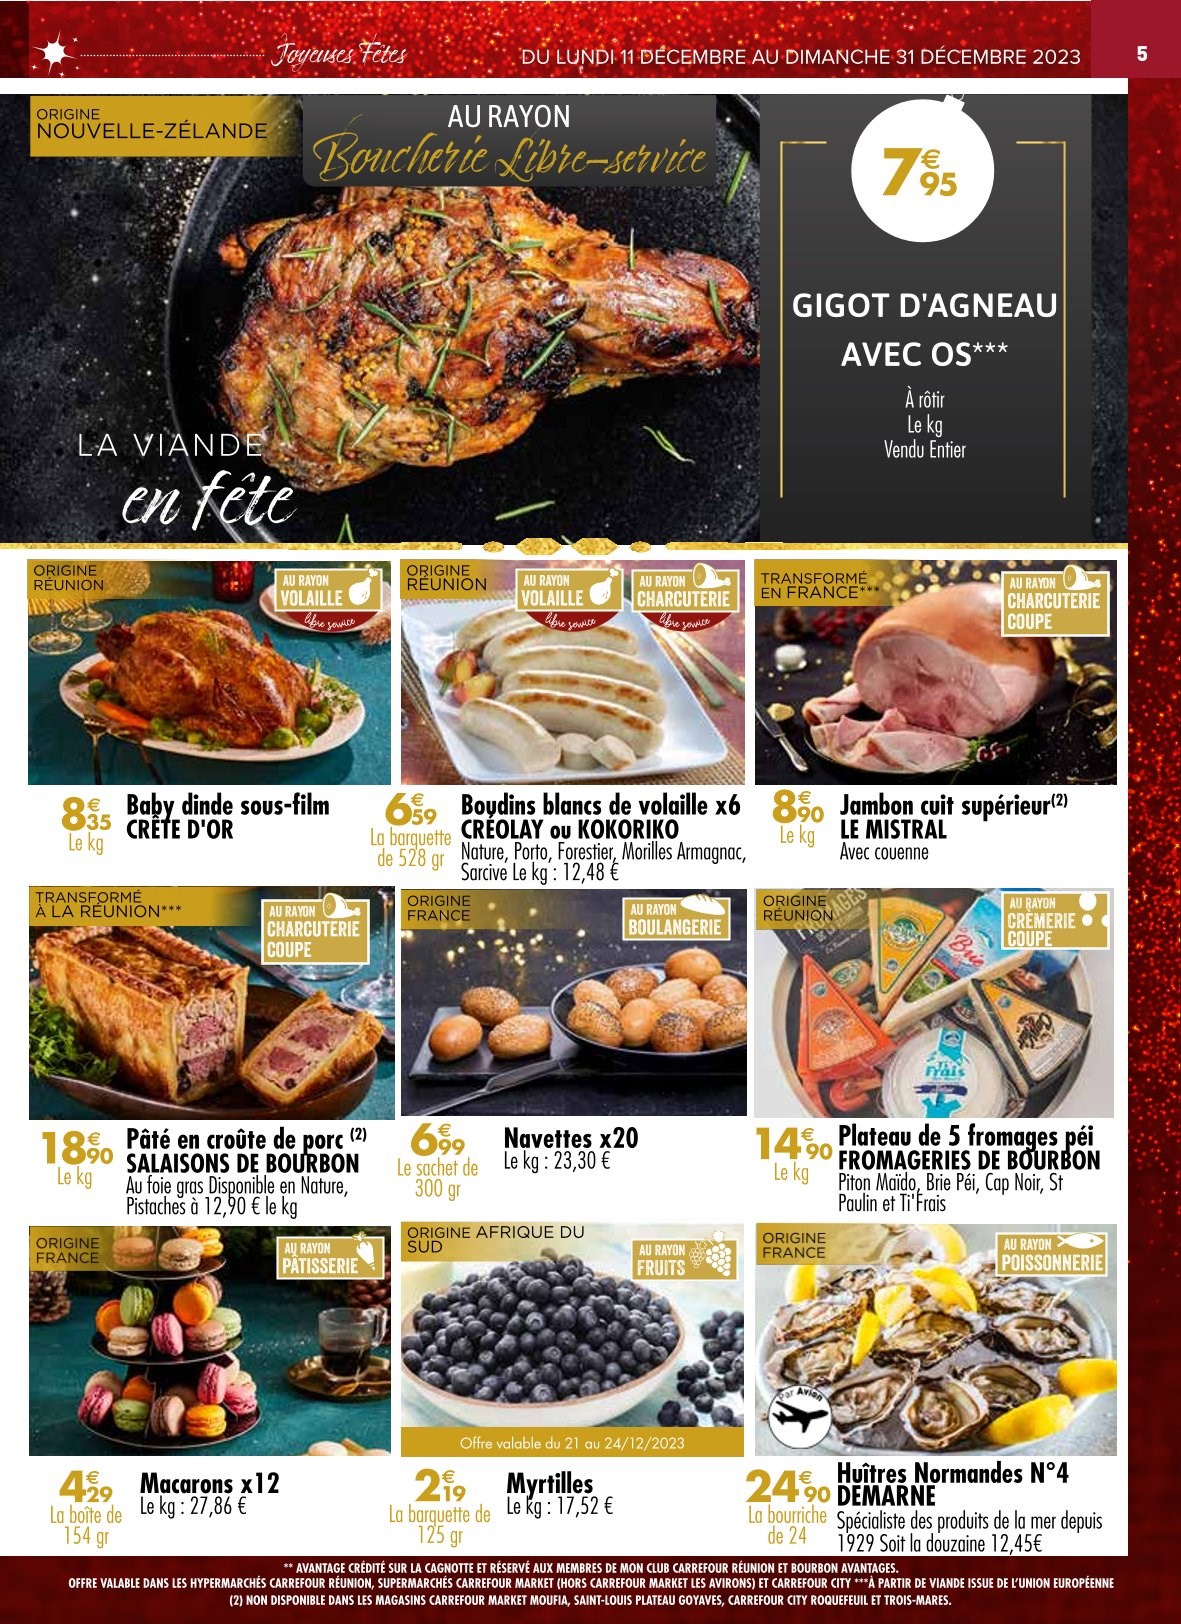 Joyeuses Fêtes
DU LUNDI 11 DÉCEMBRE AU DIMANCHE 31 DÉCEMBRE 2023
5
ORIGINE
NOUVELLE-ZÉLANDE
AU RAYON
Boucherie Libre-service
7€95
GIGOT D'AGNEAU
AVEC OS***
À rôtir
Le kg
Vendu Entier
LA VIANDE
en fête
ORIGINE
RÉUNION
AU RAYON
VOLAILLE
libre service
8€35
Le kg
Baby dinde sous-film
CRÊTE D'OR
ORIGINE
RÉUNION
AU RAYON
VOLAILLE
libre service
AU RAYON
CHARCUTERIE
libre service
6€59
La barquette
de 528 gr
Boudins blancs de volaille x6
CRÉOLAY ou KOKORIKO
Nature, Porto, Forestier, Morilles Armagnac,
Sarcive Le kg : 12,48 €
TRANSFORMÉ
EN FRANCE***
AU RAYON
CHARCUTERIE
COUPE
8€90
Le kg
Jambon cuit supérieur(2)
LE MISTRAL
Avec couenne
TRANSFORMÉ
À LA RÉUNION***
AU RAYON
CHARCUTERIE
COUPE
18€90
Le kg
Pâté en croûte de porc (2)
SALAISONS DE BOURBON
Au foie gras Disponible en Nature,
Pistaches à 12,90 € le kg
ORIGINE
FRANCE
AU RAYON
BOULANGERIE
6€99
Le sachet de
300 gr
Navettes x20
Le kg : 23,30 €
ORIGINE
RÉUNION
AU RAYON
CRÈMERIE
COUPE
Brie
Frais
14€90
Le kg
Plateau de 5 fromages péi
FROMAGERIES DE BOURBON
Piton Maïdo, Brie Péi, Cap Noir, St
Paulin et Ti'Frais
ORIGINE
FRANCE
AU RAYON
PÂTISSERIE
4€29
La boîte de
154 gr
Macarons x12
Le kg : 27,86 €
ORIGINE AFRIQUE DU
SUD
AU RAYON
FRUITS
Offre valable du 21 au 24/12/2023
2€19
La barquette de
125 gr
Myrtilles
Le kg : 17,52 €
ORIGINE
FRANCE
AU RAYON
POISSONNERIE
Par Avion
24€90
La bourriche
de 24
Huîtres Normandes N°4
DEMARNE
Spécialiste des produits de la mer depuis
1929 Soit la douzaine 12,45€
** AVANTAGE CRÉDITÉ SUR LA CAGNOTTE ET RÉSERVÉ AUX MEMBRES DE MON CLUB CARREFOUR RÉUNION ET BOURBON AVANTAGES.
OFFRE VALABLE DANS LES HYPERMARCHÉS CARREFOUR RÉUNION, SUPERMARCHÉS CARREFOUR MARKET (HORS CARREFOUR MARKET LES AVIRONS) ET CARREFOUR CITY ***À PARTIR DE VIANDE ISSUE DE L'UNION EUROPÉENNE
(2) NON DISPONIBLE DANS LES MAGASINS CARREFOUR MARKET MOUFIA, SAINT-LOUIS PLATEAU GOYAVES, CARREFOUR CITY ROQUEFEUIL ET TROIS-MARES.